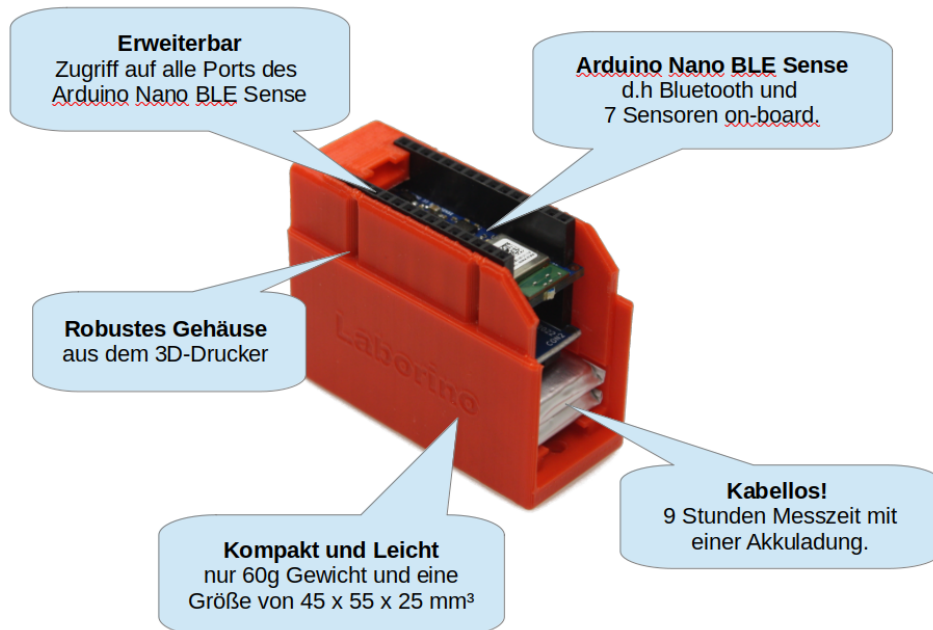 Erweiterbar
Zugriff auf alle Ports des
Arduino Nano BLE Sense
Arduino Nano BLE Sense
d.h Bluetooth und
7 Sensoren on-board.
Robustes Gehäuse
aus dem 3D-Drucker
Laborino
Kompakt und Leicht
nur 60g Gewicht und eine
Größe von 45 x 55 x 25 mm³
Kabellos!
9 Stunden Messzeit mit
einer Akkuladung.